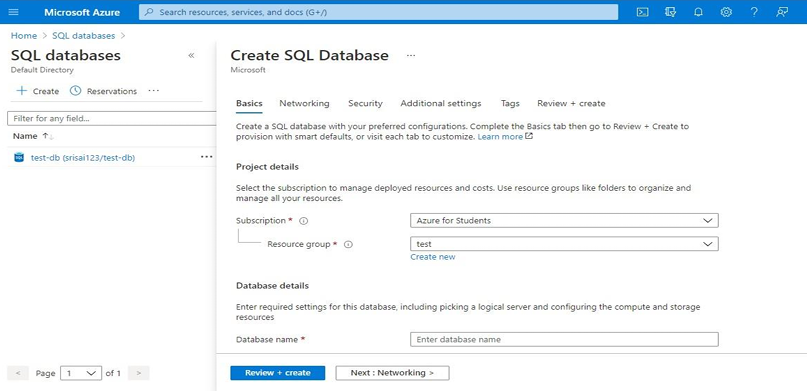 Microsoft Azure
Search resources, services, and docs (G+/)
Home > SQL databases >
SQL databases
Default Directory
«
+ Create
Reservations
···
Filter for any field...
Name ↑↓
SQL
test-db (srisai123/test-db)
···
< Page 1 of 1 >
Create SQL Database ···
Microsoft
Basics Networking Security Additional settings Tags Review + create
Create a SQL database with your preferred configurations. Complete the Basics tab then go to Review + Create to
provision with smart defaults, or visit each tab to customize. Learn more
Project details
Select the subscription to manage deployed resources and costs. Use resource groups like folders to organize and
manage all your resources.
Subscription *
Azure for Students
Resource group *
test
Create new
Database details
Enter required settings for this database, including picking a logical server and configuring the compute and storage
resources
Database name *
Enter database name
Review + create
Next : Networking >